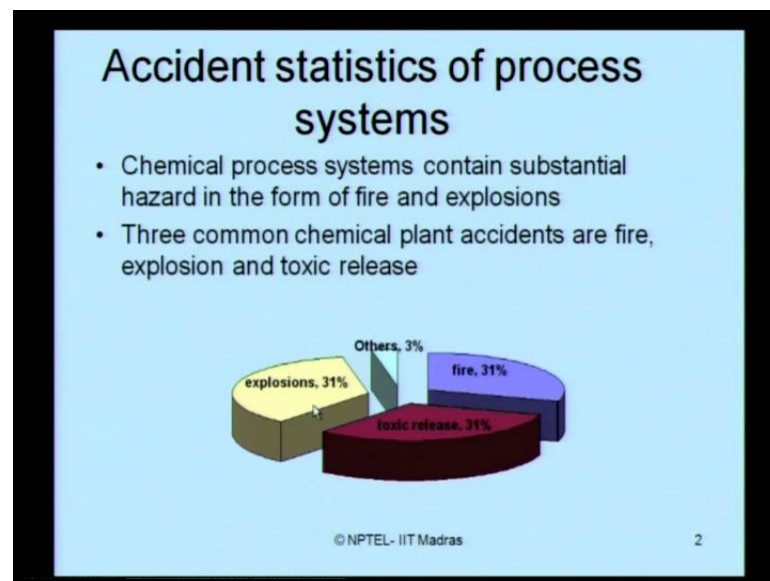 Accident statistics of process
systems
• Chemical process systems contain substantial
hazard in the form of fire and explosions
• Three common chemical plant accidents are fire,
explosion and toxic release
Others, 3%
explosions, 31%
fire, 31%
toxic release, 31%
© NPTEL- IIT Madras
2